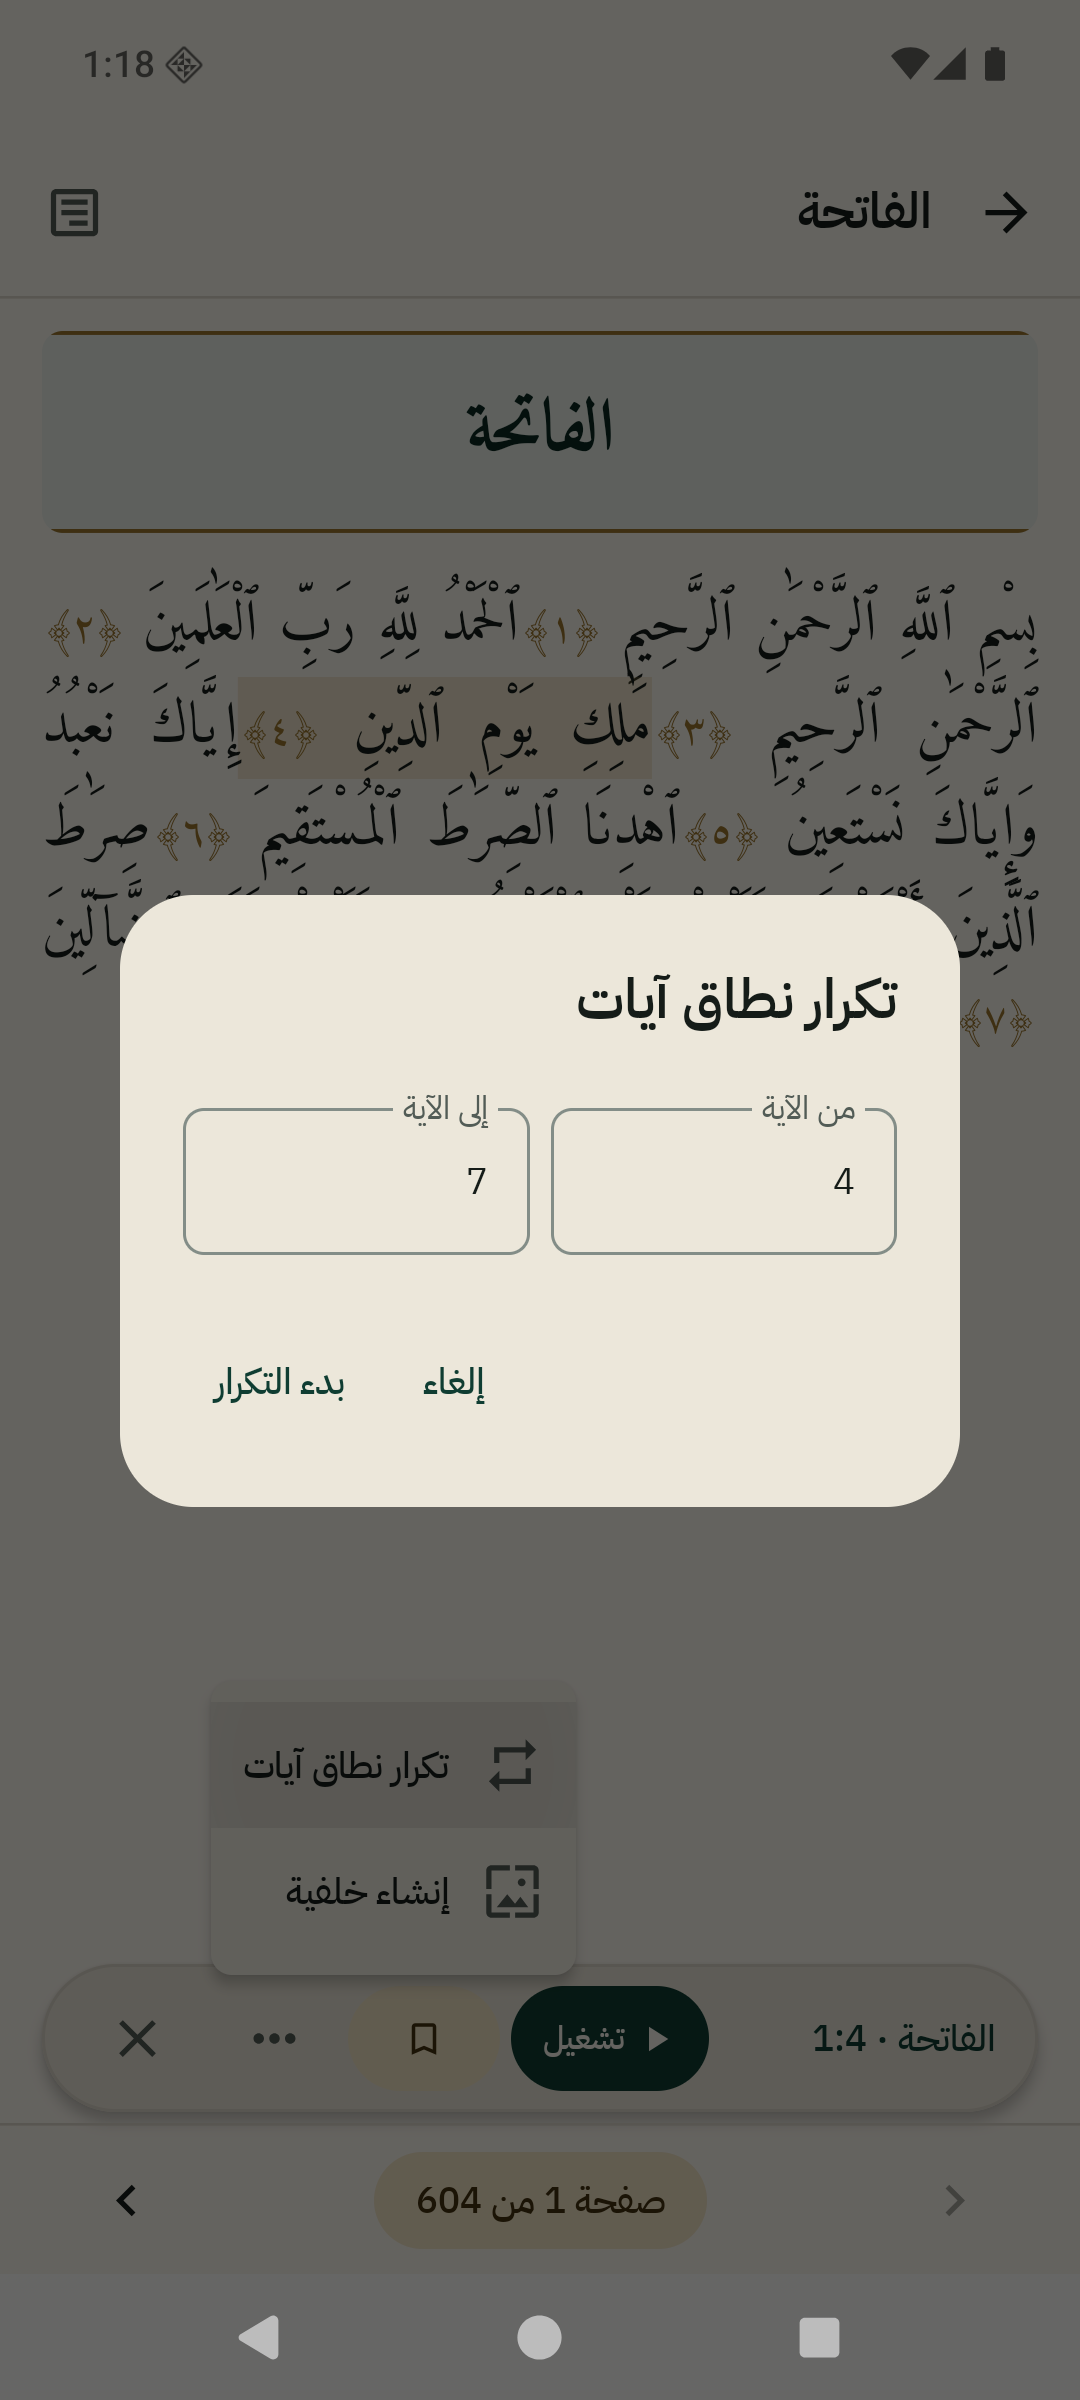 1:18
الفاتحة
الفاتحة
بِسْمِ ٱللَّهِ ٱلرَّحْمَٰنِ ٱلرَّحِيمِ ﴿١﴾ ٱلْحَمْدُ لِلَّهِ رَبِّ ٱلْعَٰلَمِينَ ﴿٢﴾
ٱلرَّحْمَٰنِ ٱلرَّحِيمِ ﴿٣﴾ مَٰلِكِ يَوْمِ ٱلدِّينِ ﴿٤﴾ إِيَّاكَ نَعْبُدُ
وَإِيَّاكَ نَسْتَعِينُ ﴿٥﴾ ٱهْدِنَا ٱلصِّرَٰطَ ٱلْمُسْتَقِيمَ ﴿٦﴾ صِرَٰطَ
ٱلَّذِينَ
﴿٧﴾
تكرار نطاق آيات
من الآية إلى الآية
4 7
إلغاء بدء التكرار
تكرار نطاق آيات
إنشاء خلفية
الفاتحة · 1:4 تشغيل
صفحة 1 من 604